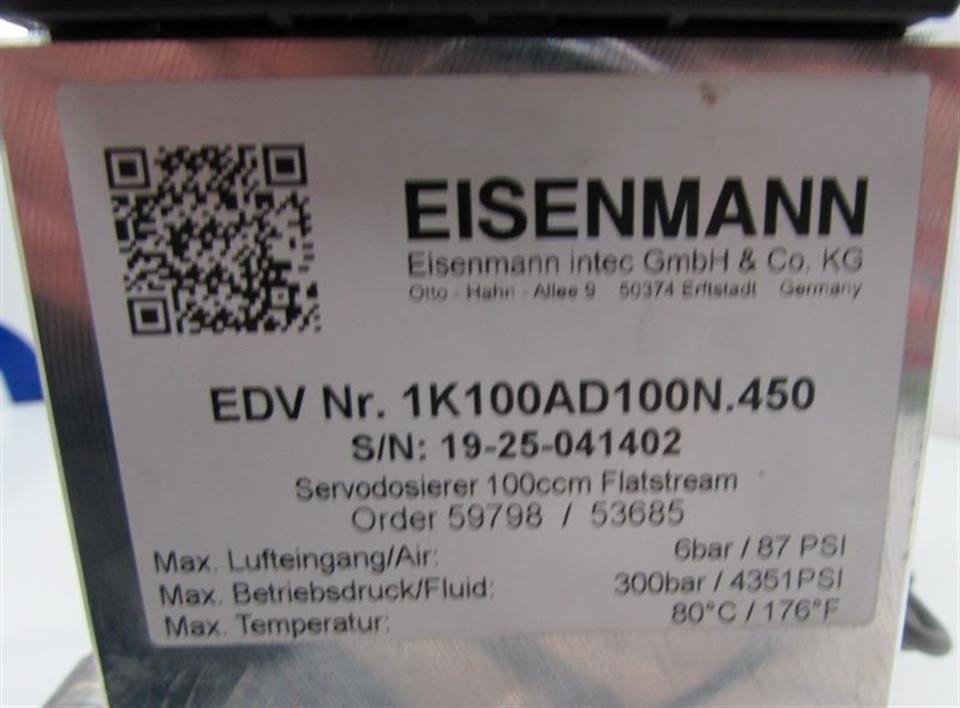 EISENMANN
Eisenmann intec GmbH & Co. KG
Otto - Hahn - Allee 9 50374 Erftstadt Germany
EDV Nr. 1K100AD100N.450
S/N: 19-25-041402
Servodosierer 100ccm Flatstream
Order 59798 / 53685
Max. Lufteingang/Air: 6bar / 87 PSI
Max. Betriebsdruck/Fluid: 300bar / 4351PSI
Max. Temperatur: 80°C / 176°F